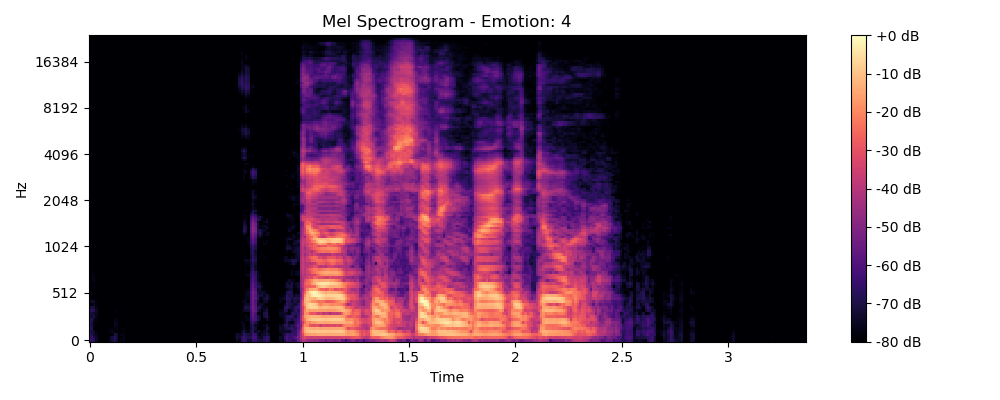 Mel Spectrogram - Emotion: 4
Hz
16384
8192
4096
2048
1024
512
0
0 0.5 1 1.5 2 2.5 3
Time
+0 dB
-10 dB
-20 dB
-30 dB
-40 dB
-50 dB
-60 dB
-70 dB
-80 dB